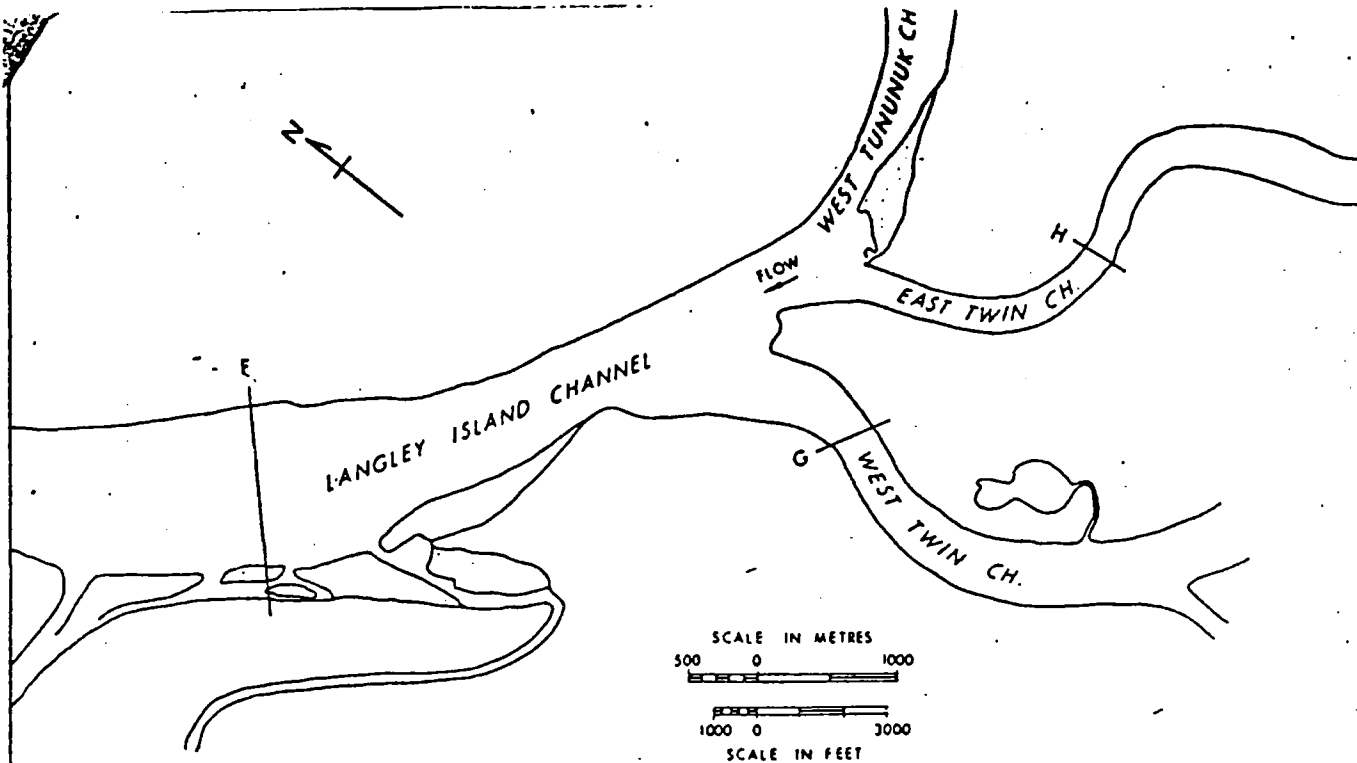 WEST TUNUNUK CH
N
H
FLOW
EAST TWIN CH.
E
LANGLEY ISLAND CHANNEL
G
WEST TWIN CH.
SCALE IN METRES
500 0 1000
1000 0 3000
SCALE IN FEET